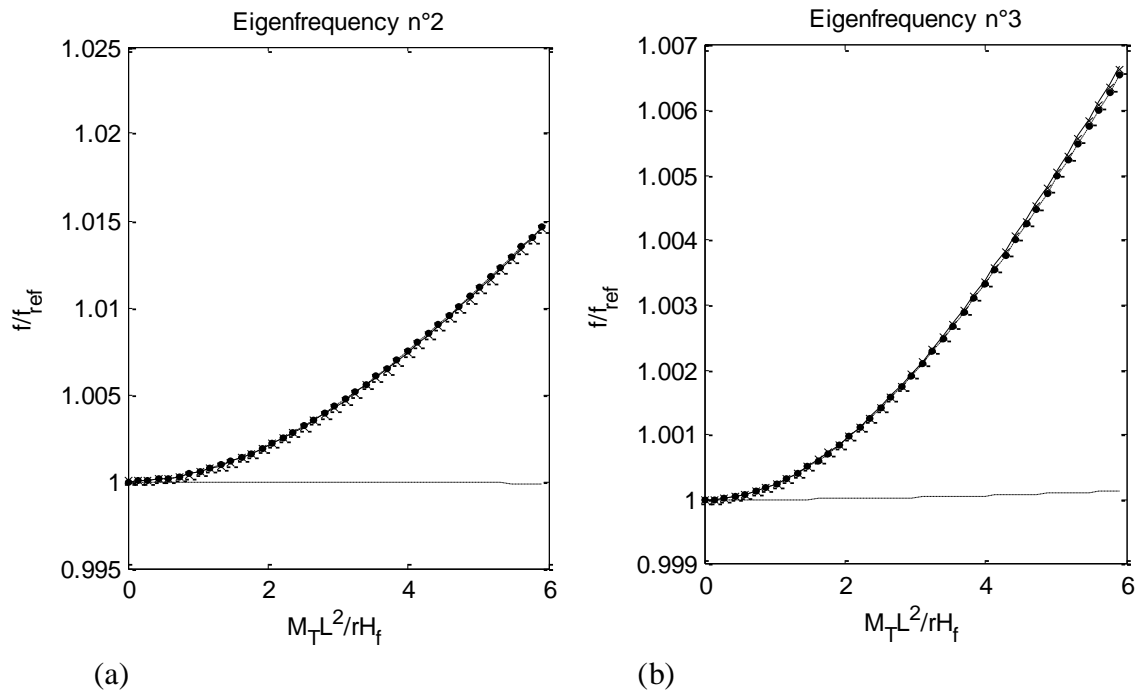 Eigenfrequency n°2
1.025
1.02
1.015
1.01
1.005
1
0.995
f/f_ref
0 2 4 6
M_T L^2/rH_f
(a)
Eigenfrequency n°3
1.007
1.006
1.005
1.004
1.003
1.002
1.001
1
0.999
f/f_ref
0 2 4 6
M_T L^2/rH_f
(b)